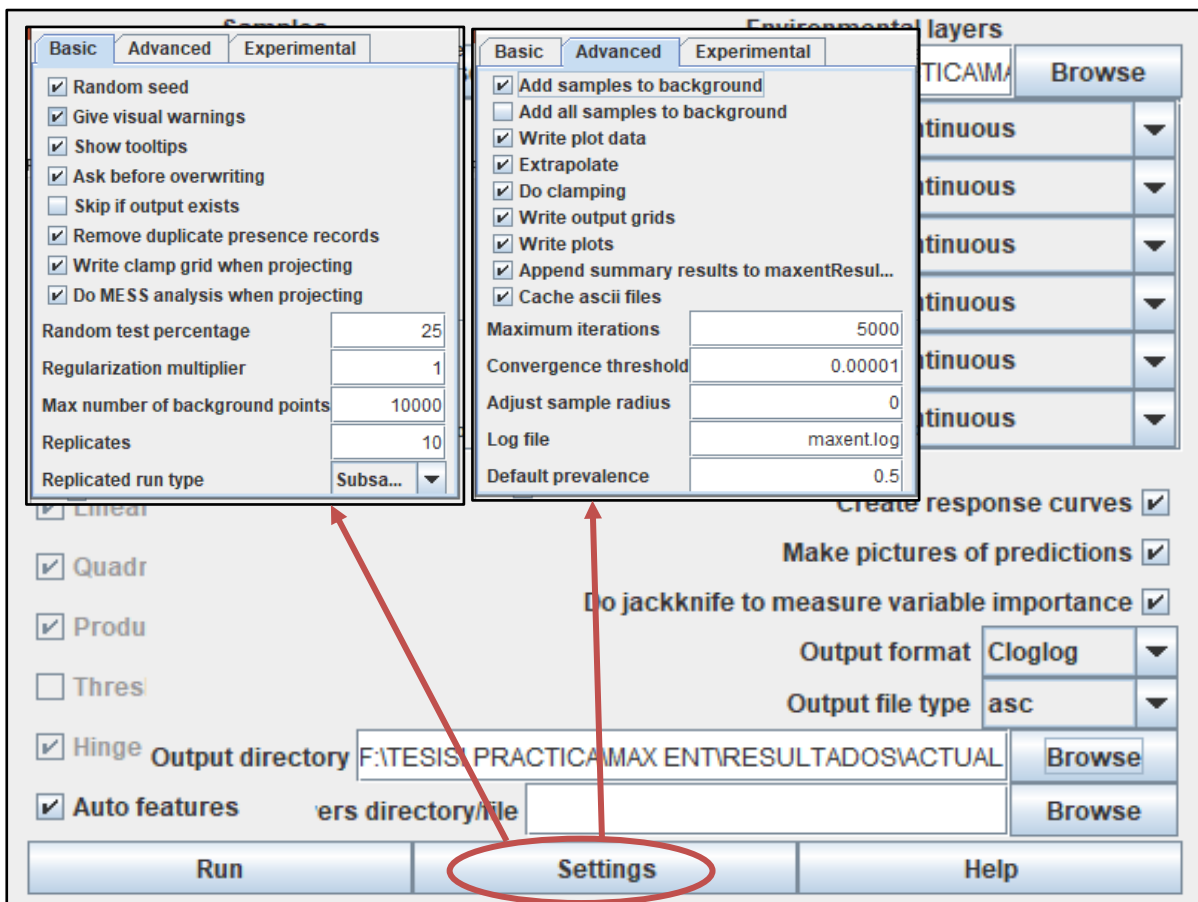 Environmental layers
Basic Advanced Experimental
Random seed
Give visual warnings
Show tooltips
Ask before overwriting
Skip if output exists
Remove duplicate presence records
Write clamp grid when projecting
Do MESS analysis when projecting
Random test percentage 25
Regularization multiplier 1
Max number of background points 10000
Replicates 10
Replicated run type Subsa...
Basic Advanced Experimental
Add samples to background
Add all samples to background
Write plot data
Extrapolate
Do clamping
Write output grids
Write plots
Append summary results to maxentResul...
Cache ascii files
Maximum iterations 5000
Convergence threshold 0.00001
Adjust sample radius 0
Log file maxent.log
Default prevalence 0.5
TICA\MA Browse
ntinuous
ntinuous
ntinuous
ntinuous
ntinuous
ntinuous
Linear
Quadr
Produ
Thres
Hinge
Auto features
Create response curves
Make pictures of predictions
Do jackknife to measure variable importance
Output format Cloglog
Output file type asc
Output directory F:\TESIS\ PRACTICA\MAX ENT\RESULTADOS\ACTUAL Browse
ers directory/file Browse
Run Settings Help